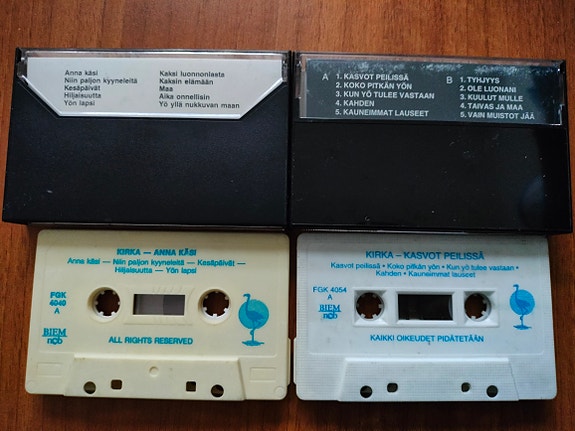 Anna käsi
Niin paljon kyyneleitä
Kesäpäivät
Hiljaisuutta
Yön lapsi
Kaksi luonnonlasta
Kaksin elämään
Maa
Aika onnellisin
Yö yllä nukkuvan maan
A
1. KASVOT PEILISSÄ
2. KOKO PITKÄN YÖN
3. KUN YÖ TULEE VASTAAN
4. KAHDEN
5. KAUNEIMMAT LAUSEET
B
1. TYHJYYS
2. OLE LUONANI
3. KUULUT MULLE
4. TAIVAS JA MAA
5. VAIN MUISTOT JÄÄ
KIRKA — ANNA KÄSI
Anna käsi — Niin paljon kyyneleitä — Kesäpäivät —
Hiljaisuutta — Yön lapsi
FGK
4049
A
BIEM
ncb
ALL RIGHTS RESERVED
KIRKA – KASVOT PEILISSÄ
Kasvot peilissä • Koko pitkän yön • Kun yö tulee vastaan •
Kahden • Kauneimmat lauseet
FGK 4054
A
BIEM
ncb
KAIKKI OIKEUDET PIDÄTETÄÄN